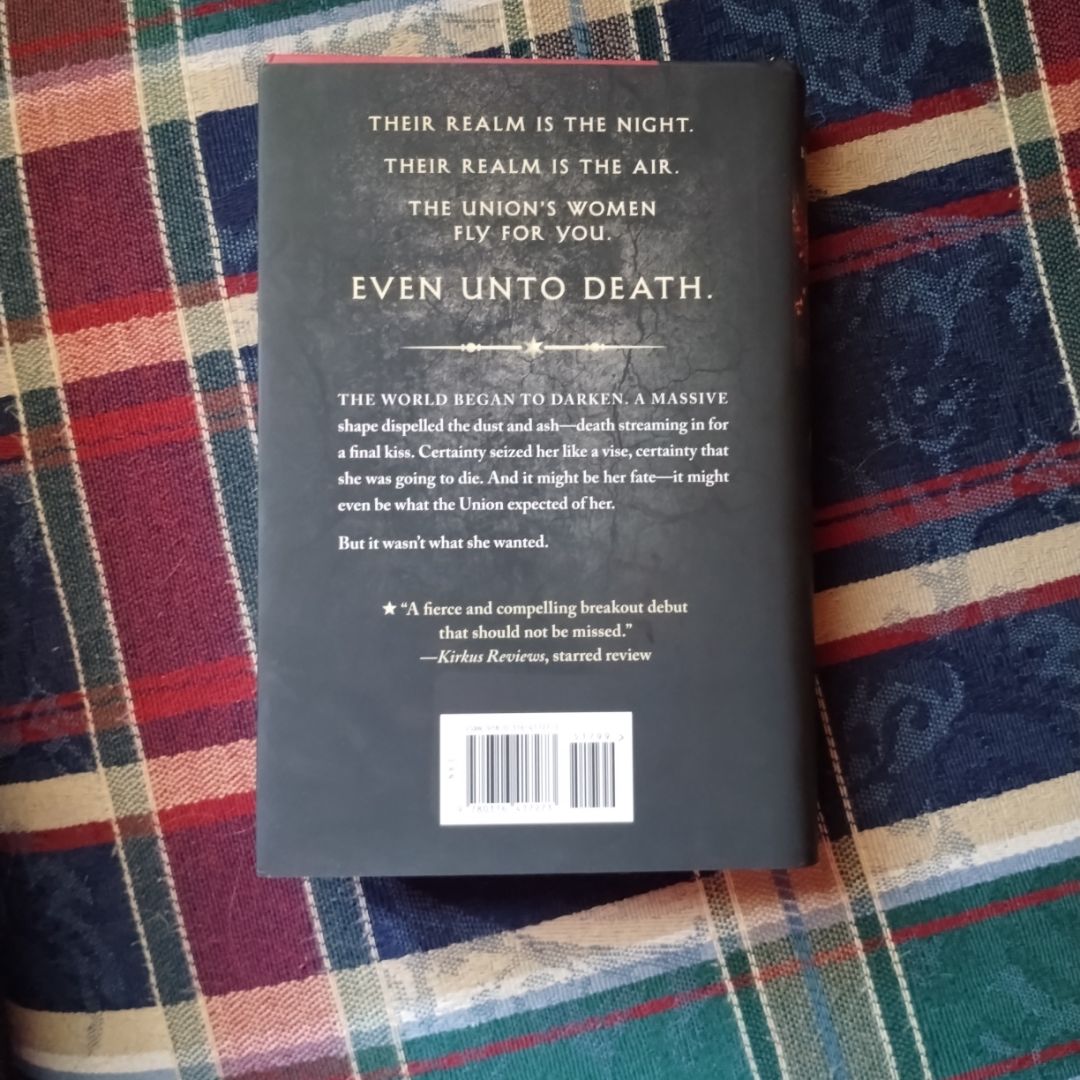 THEIR REALM IS THE NIGHT.
THEIR REALM IS THE AIR.
THE UNION'S WOMEN
FLY FOR YOU.
EVEN UNTO DEATH.
THE WORLD BEGAN TO DARKEN. A MASSIVE
shape dispelled the dust and ash—death streaming in for
a final kiss. Certainty seized her like a vise, certainty that
she was going to die. And it might be her fate—it might
even be what the Union expected of her.
But it wasn't what she wanted.
★ “A fierce and compelling breakout debut
that should not be missed.”
—Kirkus Reviews, starred review